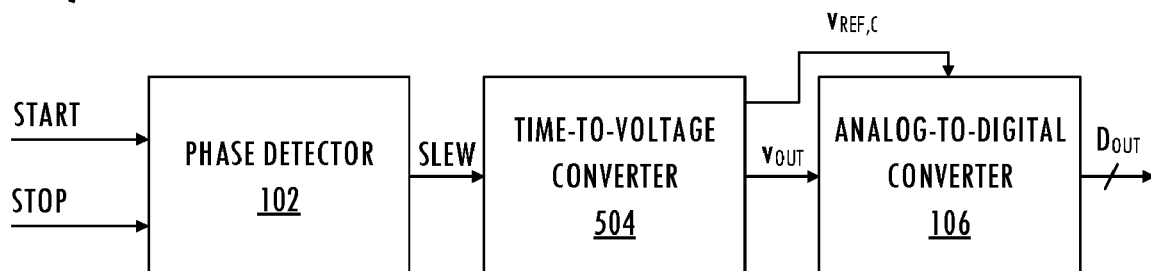 VREF,C
START
STOP
PHASE DETECTOR
102
SLEW
TIME-TO-VOLTAGE
CONVERTER
504
VOUT
ANALOG-TO-DIGITAL
CONVERTER
106
DOUT